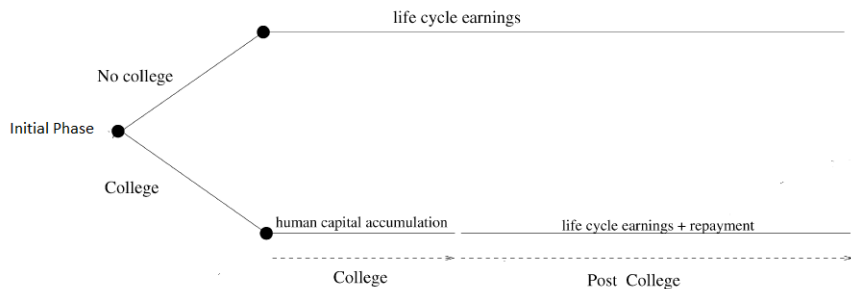 life cycle earnings
No college
Initial Phase
College
human capital accumulation
life cycle earnings + repayment
College
Post College